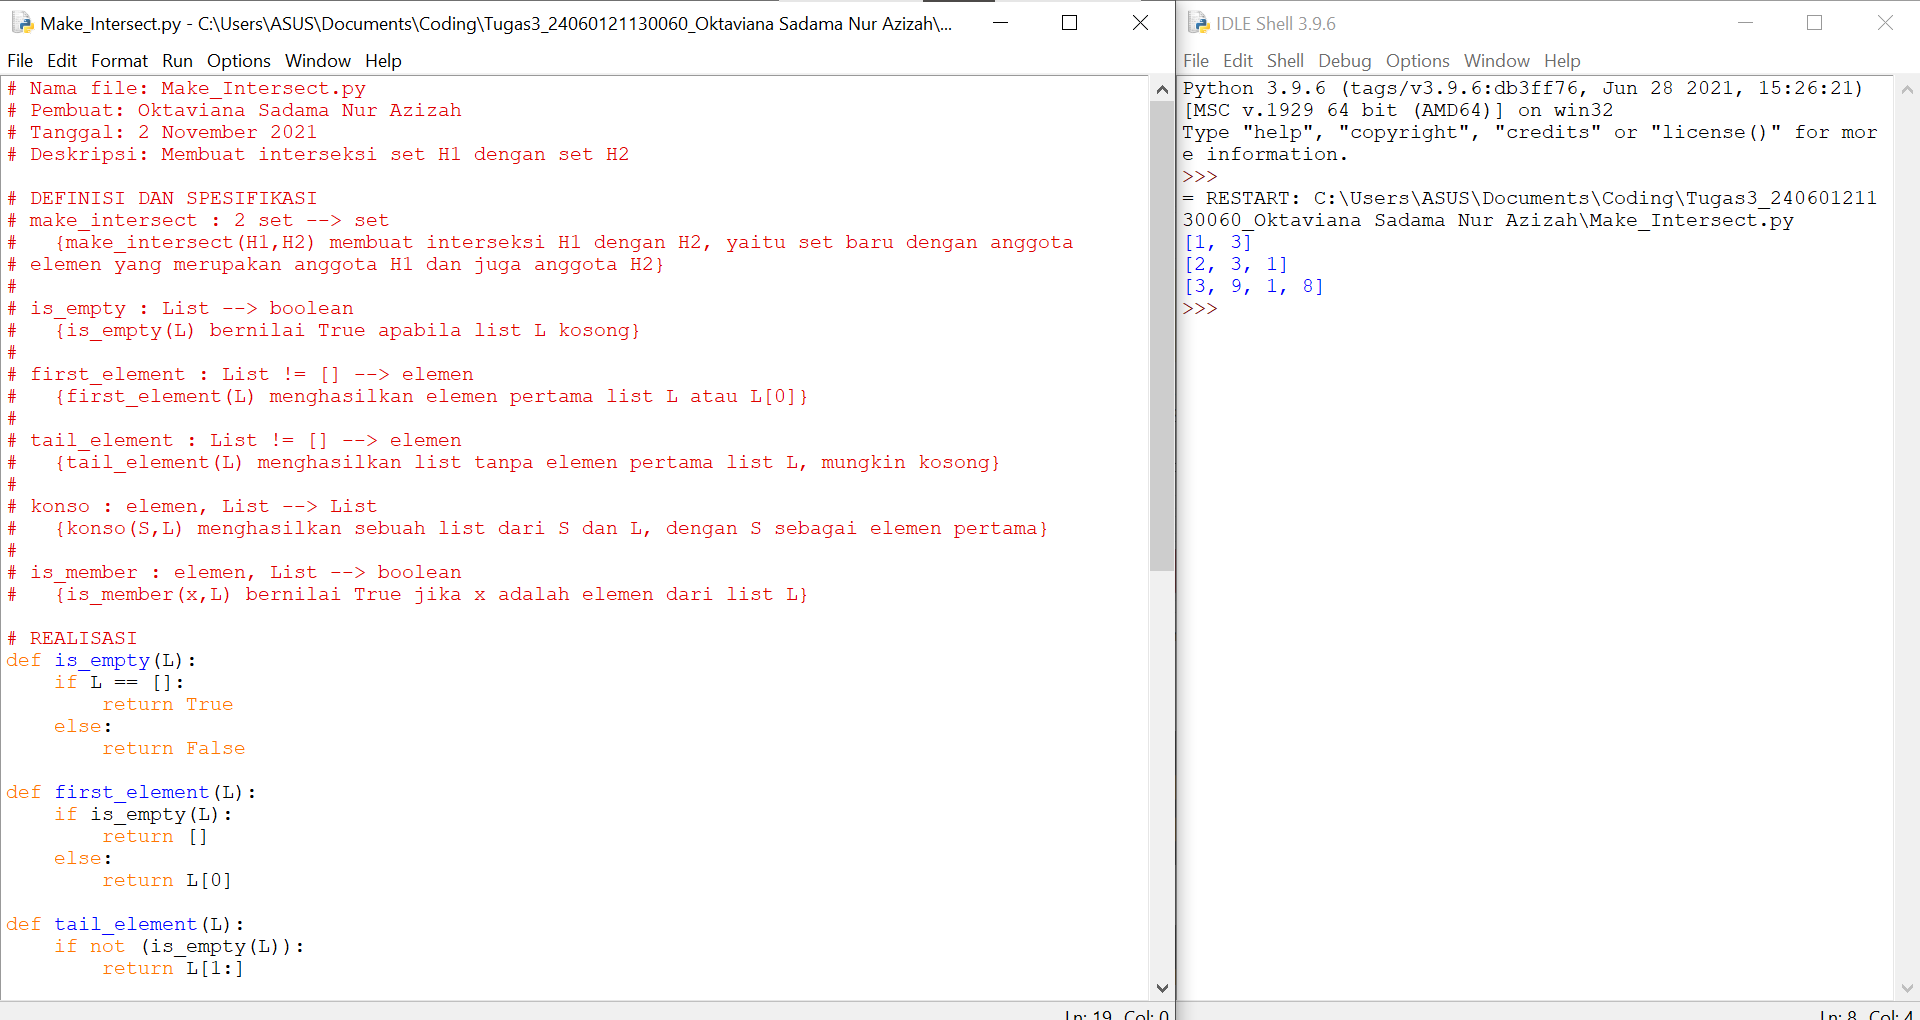 Make_Intersect.py - C:\Users\ASUS\Documents\Coding\Tugas3_24060121130060_Oktaviana Sadama Nur Azizah\...
File Edit Format Run Options Window Help
# Nama file: Make_Intersect.py
# Pembuat: Oktaviana Sadama Nur Azizah
# Tanggal: 2 November 2021
# Deskripsi: Membuat interseksi set H1 dengan set H2

# DEFINISI DAN SPESIFIKASI
# make_intersect : 2 set --> set
#   {make_intersect(H1,H2) membuat interseksi H1 dengan H2, yaitu set baru dengan anggota
# elemen yang merupakan anggota H1 dan juga anggota H2}
#
# is_empty : List --> boolean
#   {is_empty(L) bernilai True apabila list L kosong}
#
# first_element : List != [] --> elemen
#   {first_element(L) menghasilkan elemen pertama list L atau L[0]}
#
# tail_element : List != [] --> elemen
#   {tail_element(L) menghasilkan list tanpa elemen pertama list L, mungkin kosong}
#
# konso : elemen, List --> List
#   {konso(S,L) menghasilkan sebuah list dari S dan L, dengan S sebagai elemen pertama}
#
# is_member : elemen, List --> boolean
#   {is_member(x,L) bernilai True jika x adalah elemen dari list L}

# REALISASI
def is_empty(L):
    if L == []:
        return True
    else:
        return False

def first_element(L):
    if is_empty(L):
        return []
    else:
        return L[0]

def tail_element(L):
    if not (is_empty(L)):
        return L[1:]
Ln: 19 Col: 0
IDLE Shell 3.9.6
File Edit Shell Debug Options Window Help
Python 3.9.6 (tags/v3.9.6:db3ff76, Jun 28 2021, 15:26:21)
[MSC v.1929 64 bit (AMD64)] on win32
Type "help", "copyright", "credits" or "license()" for mor
e information.
>>>
= RESTART: C:\Users\ASUS\Documents\Coding\Tugas3_240601211
30060_Oktaviana Sadama Nur Azizah\Make_Intersect.py
[1, 3]
[2, 3, 1]
[3, 9, 1, 8]
>>>
Ln: 8 Col: 4